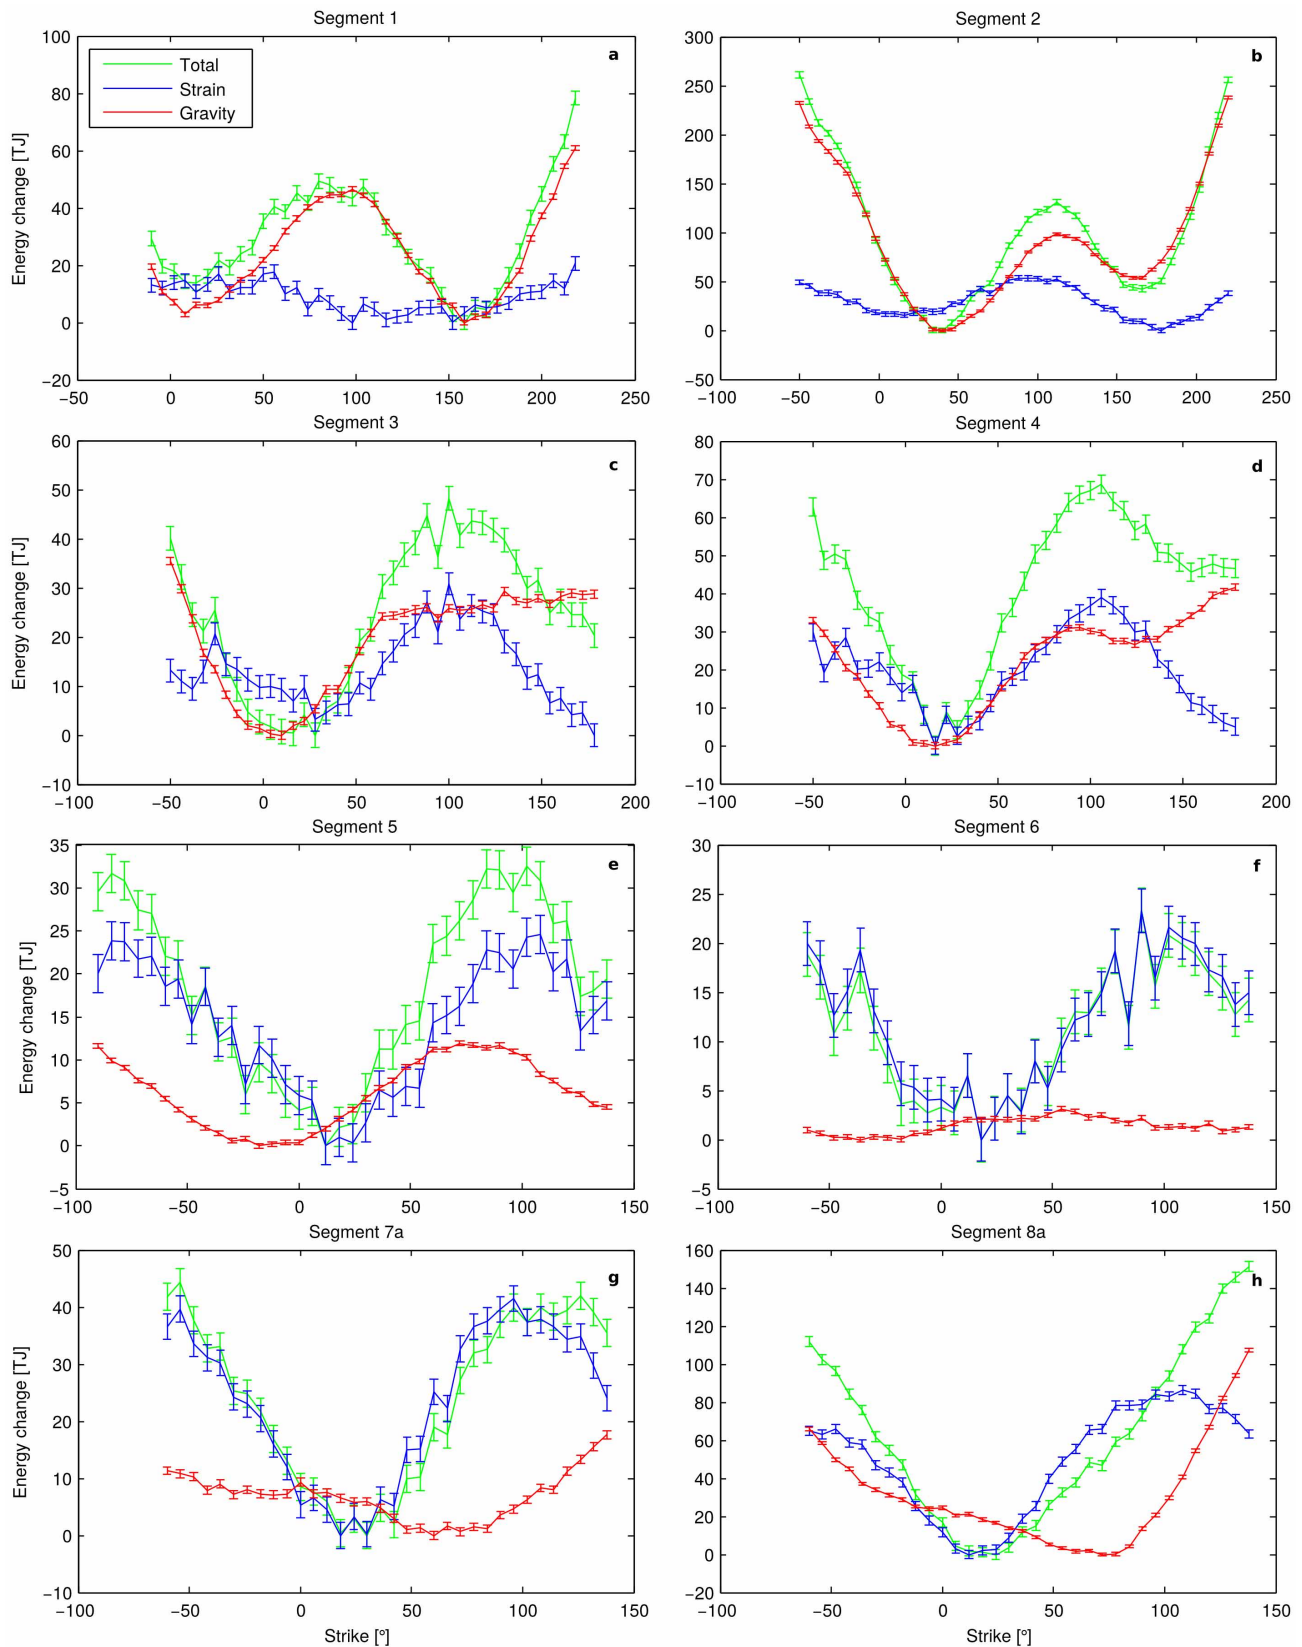 Segment 1
Segment 2
a
b
Total
Strain
Gravity
Energy change [TJ]
100
80
60
40
20
0
−20
−50 0 50 100 150 200 250
300
250
200
150
100
50
0
−50
−100 −50 0 50 100 150 200 250
Segment 3
Segment 4
c
d
Energy change [TJ]
60
50
40
30
20
10
0
−10
−100 −50 0 50 100 150 200
80
70
60
50
40
30
20
10
0
−10
−100 −50 0 50 100 150 200
Segment 5
Segment 6
e
f
Energy change [TJ]
35
30
25
20
15
10
5
0
−5
−100 −50 0 50 100 150
30
25
20
15
10
5
0
−5
−100 −50 0 50 100 150
Segment 7a
Segment 8a
g
h
Energy change [TJ]
50
40
30
20
10
0
−10
−100 −50 0 50 100 150
Strike [°]
160
140
120
100
80
60
40
20
0
−20
−100 −50 0 50 100 150
Strike [°]